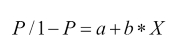 P / 1 − P = a + b * X